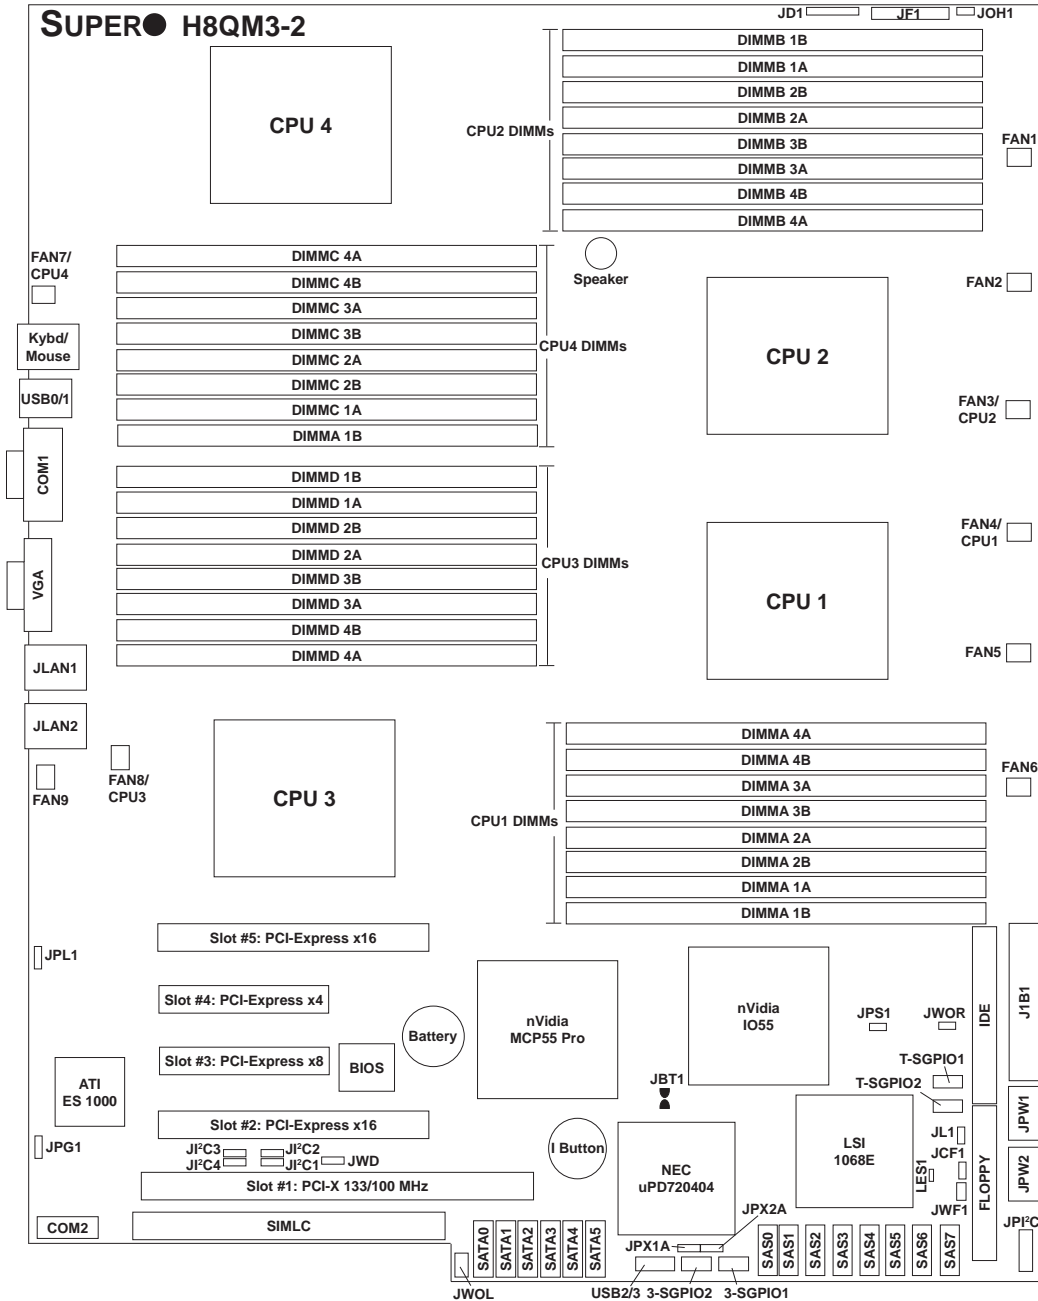 SUPER● H8QM3-2
JD1
JF1
JOH1
DIMMB 1B
DIMMB 1A
DIMMB 2B
DIMMB 2A
DIMMB 3B
DIMMB 3A
DIMMB 4B
DIMMB 4A
CPU2 DIMMs
CPU 4
FAN1
FAN7/
CPU4
Speaker
FAN2
DIMMC 4A
DIMMC 4B
DIMMC 3A
DIMMC 3B
DIMMC 2A
DIMMC 2B
DIMMC 1A
DIMMA 1B
CPU4 DIMMs
Kybd/
Mouse
USB0/1
CPU 2
FAN3/
CPU2
COM1
DIMMD 1B
DIMMD 1A
DIMMD 2B
DIMMD 2A
DIMMD 3B
DIMMD 3A
DIMMD 4B
DIMMD 4A
CPU3 DIMMs
VGA
CPU 1
FAN4/
CPU1
FAN5
JLAN1
JLAN2
FAN9
FAN8/
CPU3
CPU 3
CPU1 DIMMs
DIMMA 4A
DIMMA 4B
DIMMA 3A
DIMMA 3B
DIMMA 2A
DIMMA 2B
DIMMA 1A
DIMMA 1B
FAN6
JPL1
Slot #5: PCI-Express x16
Slot #4: PCI-Express x4
Slot #3: PCI-Express x8
Slot #2: PCI-Express x16
Battery
BIOS
nVidia
MCP55 Pro
nVidia
IO55
JPS1
JWOR
IDE
J1B1
T-SGPIO1
T-SGPIO2
JBT1
ATI
ES 1000
JPG1
JI²C3
JI²C4
JI²C2
JI²C1
JWD
I Button
NEC
uPD720404
LSI
1068E
JL1
JCF1
LES1
JWF1
FLOPPY
JPW1
JPW2
Slot #1: PCI-X 133/100 MHz
COM2
SIMLC
JPX2A
JPX1A
JPI²C
SATA0
SATA1
SATA2
SATA3
SATA4
SATA5
SAS0
SAS1
SAS2
SAS3
SAS4
SAS5
SAS6
SAS7
JWOL
USB2/3
3-SGPIO2
3-SGPIO1